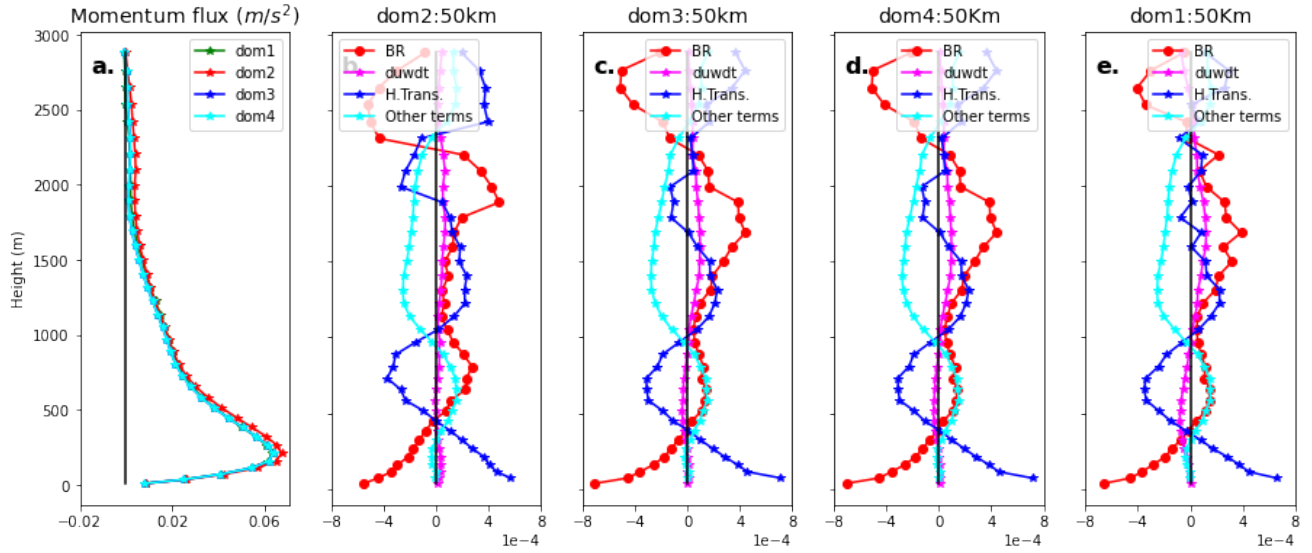 Momentum flux (m/s²)
dom2:50km
dom3:50km
dom4:50Km
dom1:50Km
3000
2500
2000
1500
1000
500
0
Height (m)
a.
dom1
dom2
dom3
dom4
b.
BR
duwdt
H.Trans.
Other terms
c.
BR
duwdt
H.Trans.
Other terms
d.
BR
duwdt
H.Trans.
Other terms
e.
BR
duwdt
H.Trans.
Other terms
−0.02 0.02 0.06
−8 −4 0 4 8
1e−4
−8 −4 0 4 8
1e−4
−8 −4 0 4 8
1e−4
−8 −4 0 4 8
1e−4